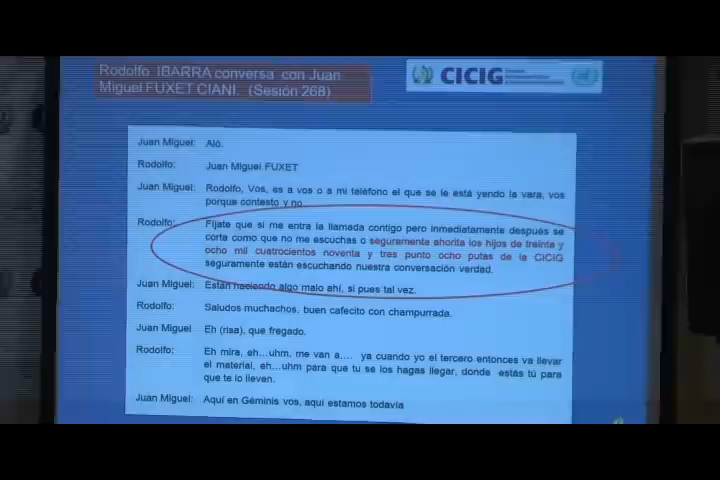 Rodolfo IBARRA conversa con Juan
Miguel FUXET CIANI. (Sesión 268)
CICIG
Juan Miguel: Aló.
Rodolfo: Juan Miguel FUXET
Juan Miguel: Rodolfo, Vos, es a vos o a mi teléfono el que se le está yendo la vara, vos
porque contesto y no
Rodolfo: Fíjate que si me entra la llamada contigo pero inmediatamente después se
corta como que no me escuchas o seguramente ahorita los hijos de treinta y
ocho mil cuatrocientos noventa y tres punto ocho putas de la CICIG
seguramente están escuchando nuestra conversación verdad.
Juan Miguel: Están haciendo algo malo ahí, si pues tal vez.
Rodolfo: Saludos muchachos, buen cafecito con champurrada.
Juan Miguel Eh (risa), que fregado.
Rodolfo: Eh mira, eh...uhm, me van a.... ya cuando yo el tercero entonces va llevar
el material, eh...uhm para que tu se los hagas llegar, donde estás tú para
que te lo lleven.
Juan Miguel: Aquí en Géminis vos, aquí estamos todavía